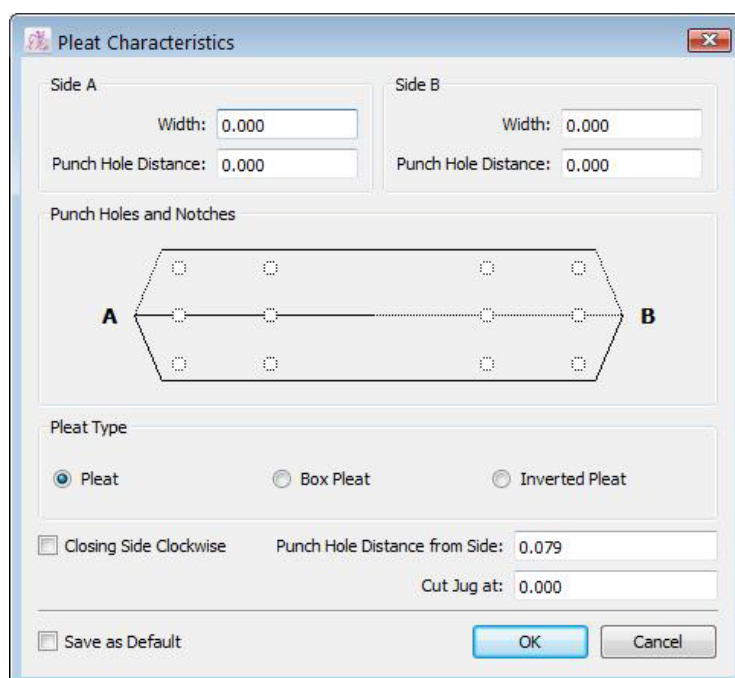 Pleat Characteristics
Side A
Width: 0.000
Punch Hole Distance: 0.000
Side B
Width: 0.000
Punch Hole Distance: 0.000
Punch Holes and Notches
A B
Pleat Type
Pleat Box Pleat Inverted Pleat
Closing Side Clockwise Punch Hole Distance from Side: 0.079
Cut Jug at: 0.000
Save as Default OK Cancel